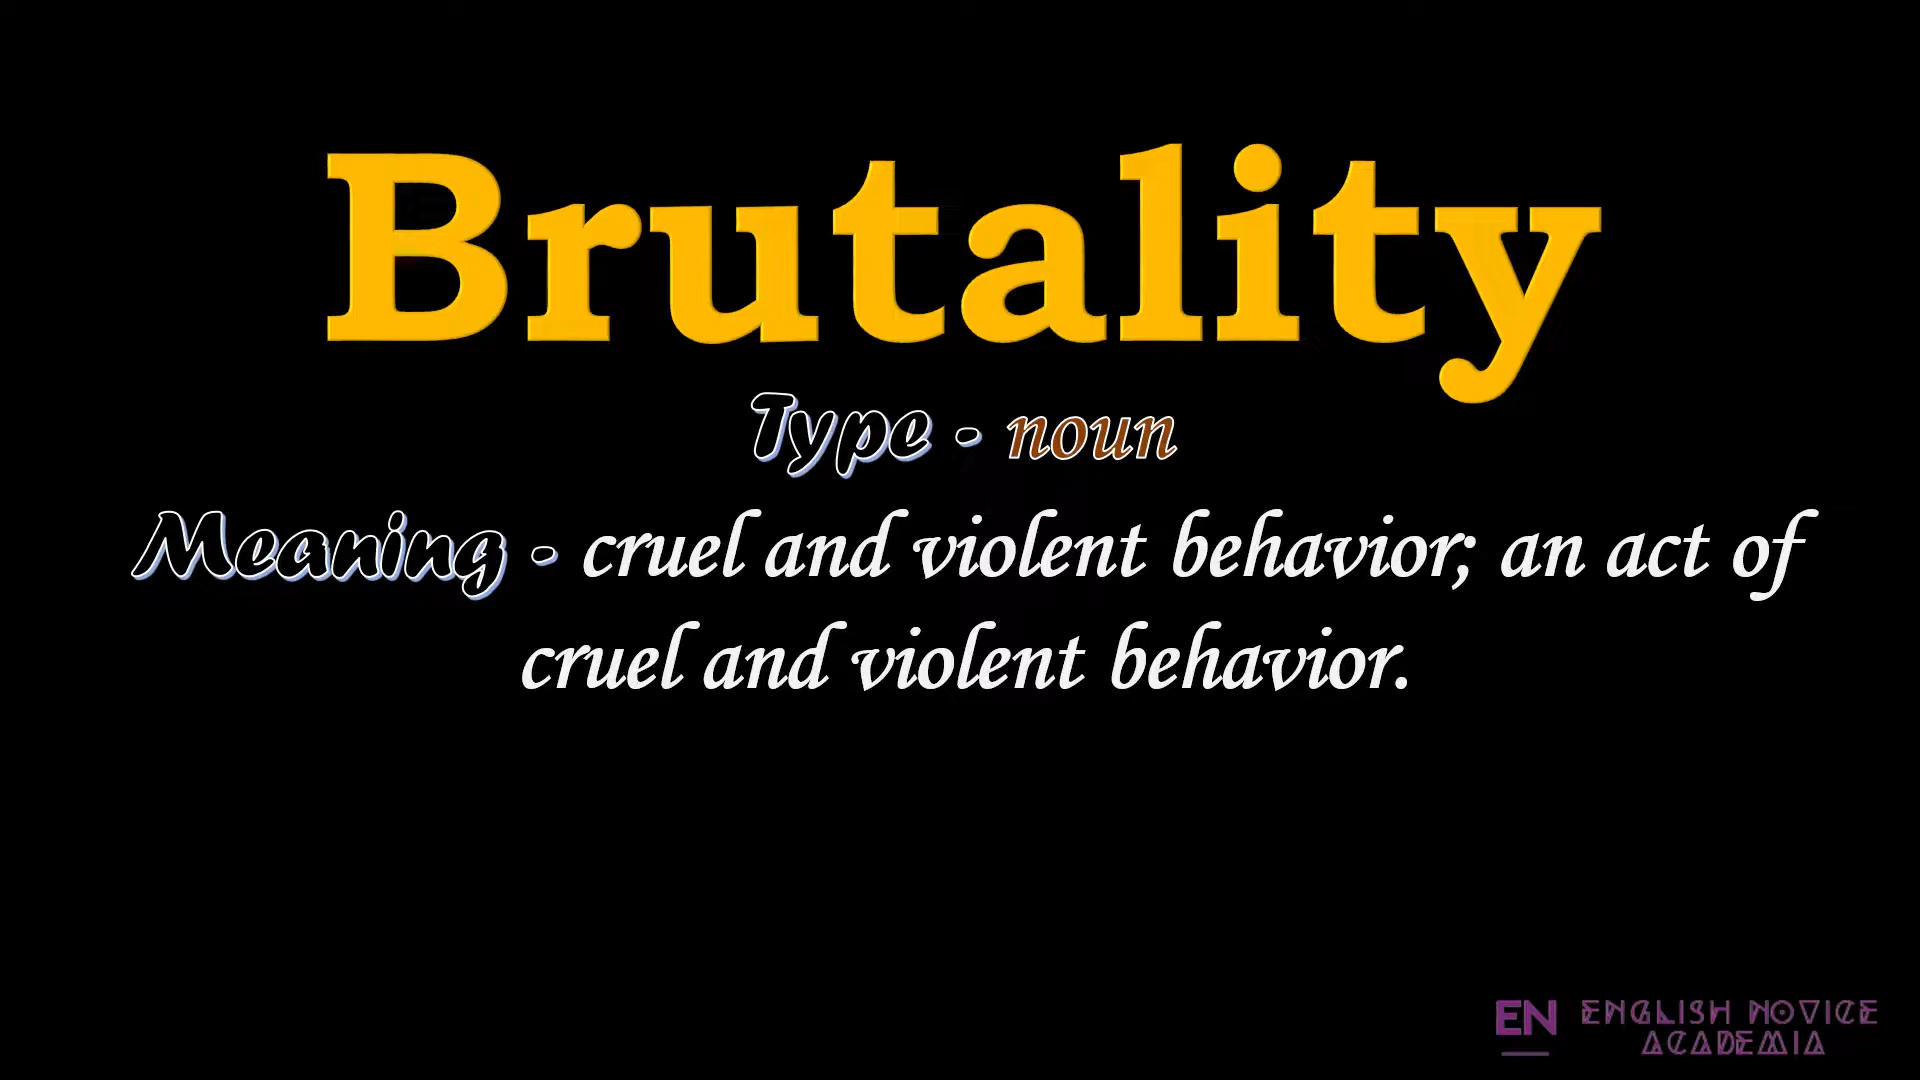 Brutality
Type - noun
Meaning - cruel and violent behavior; an act of
cruel and violent behavior.
EN ENGLISH NOVICE
ACADEMIA